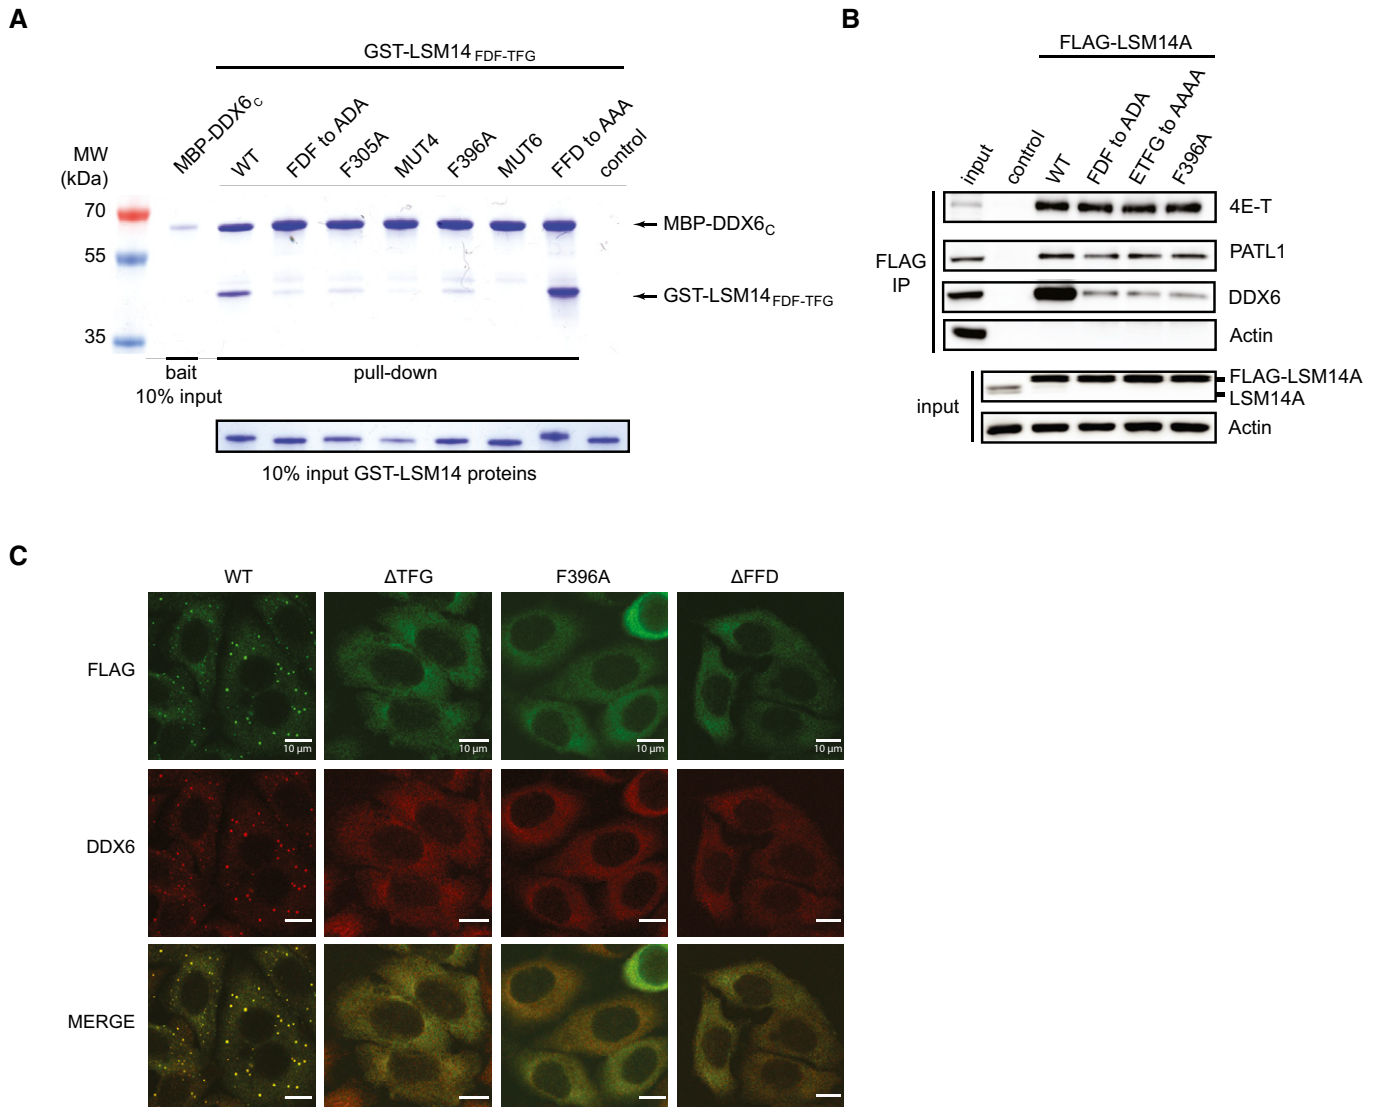 A
GST-LSM14 FDF-TFG
MBP-DDX6C
WT
FDF to ADA
F305A
MUT4
F396A
MUT6
FFD to AAA
control
MW
(kDa)
70
55
35
MBP-DDX6C
GST-LSM14FDF-TFG
bait
10% input
pull-down
10% input GST-LSM14 proteins
B
FLAG-LSM14A
input
control
WT
FDF to ADA
ETFG to AAAA
F396A
FLAG
IP
4E-T
PATL1
DDX6
Actin
input
FLAG-LSM14A
LSM14A
Actin
C
WT
ΔTFG
F396A
ΔFFD
FLAG
10 µm
10 µm
10 µm
10 µm
DDX6
MERGE